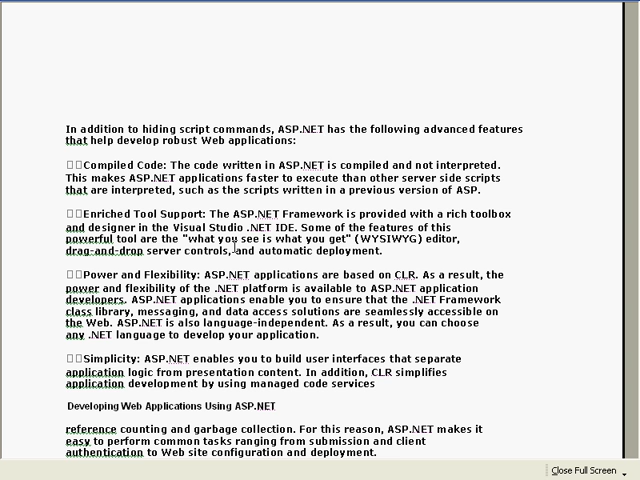 In addition to hiding script commands, ASP.NET has the following advanced features
that help develop robust Web applications:
□□Compiled Code: The code written in ASP.NET is compiled and not interpreted.
This makes ASP.NET applications faster to execute than other server side scripts
that are interpreted, such as the scripts written in a previous version of ASP.
□□Enriched Tool Support: The ASP.NET Framework is provided with a rich toolbox
and designer in the Visual Studio .NET IDE. Some of the features of this
powerful tool are the "what you see is what you get" (WYSIWYG) editor,
drag-and-drop server controls, and automatic deployment.
□□Power and Flexibility: ASP.NET applications are based on CLR. As a result, the
power and flexibility of the .NET platform is available to ASP.NET application
developers. ASP.NET applications enable you to ensure that the .NET Framework
class library, messaging, and data access solutions are seamlessly accessible on
the Web. ASP.NET is also language-independent. As a result, you can choose
any .NET language to develop your application.
□□Simplicity: ASP.NET enables you to build user interfaces that separate
application logic from presentation content. In addition, CLR simplifies
application development by using managed code services
Developing Web Applications Using ASP.NET
reference counting and garbage collection. For this reason, ASP.NET makes it
easy to perform common tasks ranging from submission and client
authentication to Web site configuration and deployment.
Close Full Screen